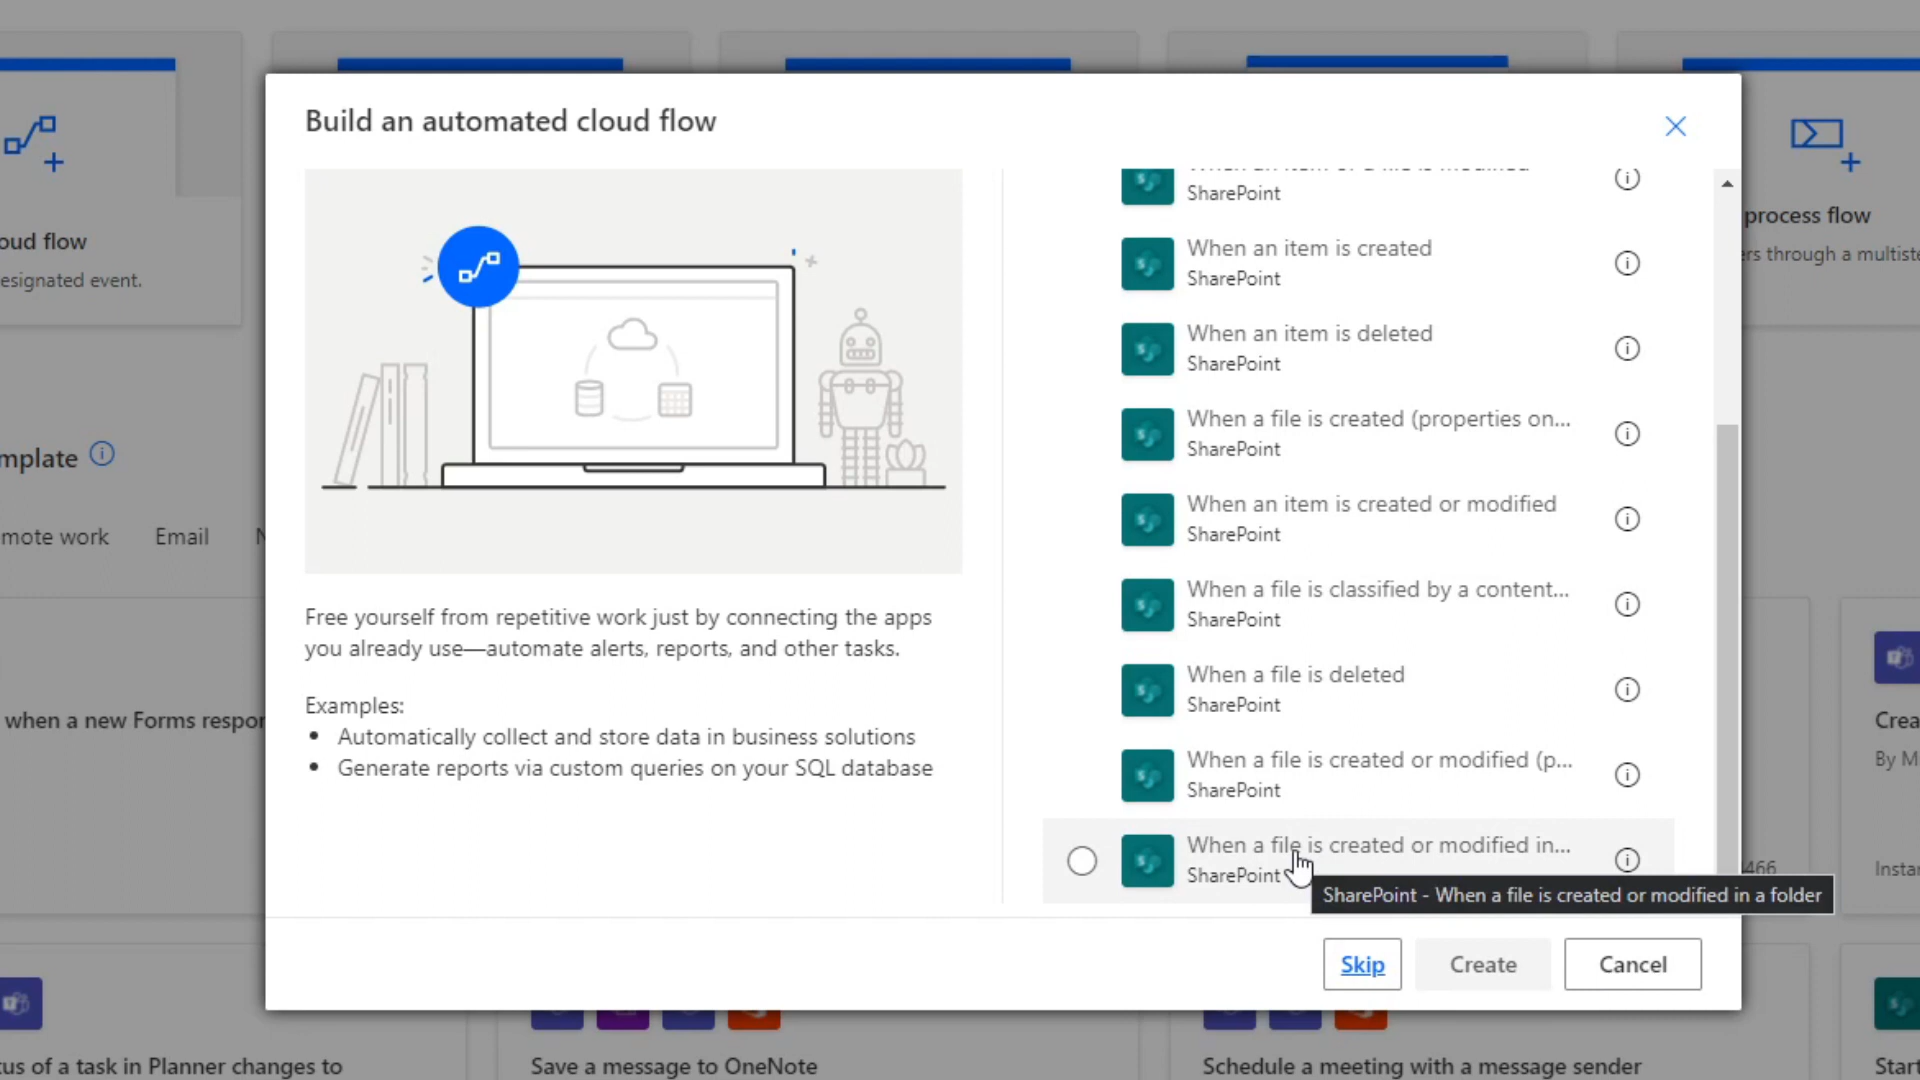 Build an automated cloud flow
Free yourself from repetitive work just by connecting the apps
you already use—automate alerts, reports, and other tasks.
Examples:
• Automatically collect and store data in business solutions
• Generate reports via custom queries on your SQL database
SharePoint
When an item is created
SharePoint
When an item is deleted
SharePoint
When a file is created (properties on...
SharePoint
When an item is created or modified
SharePoint
When a file is classified by a content...
SharePoint
When a file is deleted
SharePoint
When a file is created or modified (p...
SharePoint
When a file is created or modified in...
SharePoint
SharePoint - When a file is created or modified in a folder
Skip
Create
Cancel
oud flow
esignated event.
process flow
ers through a multiste
mplate
mote work
Email
N
when a new Forms respor
466
Crea
By M
Instar
tus of a task in Planner changes to
Save a message to OneNote
Schedule a meeting with a message sender
Start